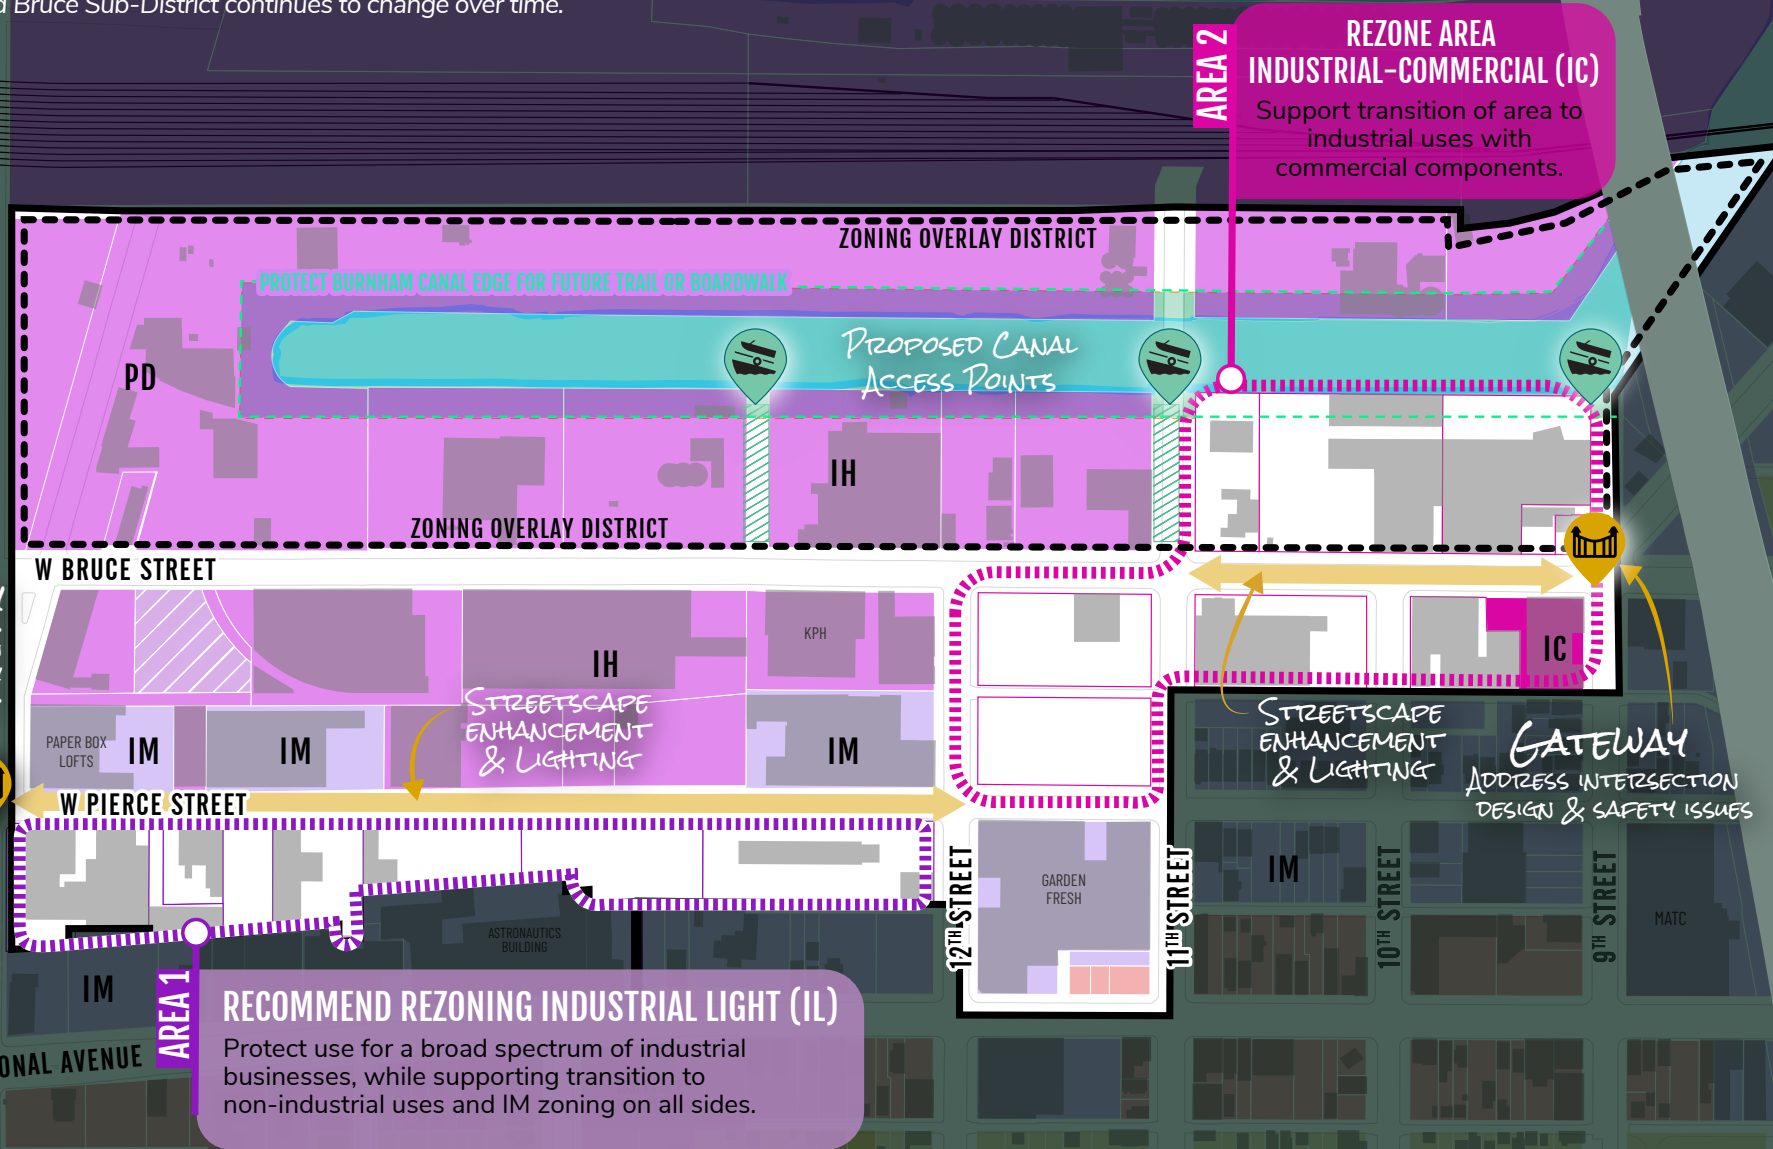 d Bruce Sub-District continues to change over time.
AREA 2
REZONE AREA
INDUSTRIAL-COMMERCIAL (IC)
Support transition of area to
industrial uses with
commercial components.
ZONING OVERLAY DISTRICT
PROTECT BURNHAM CANAL EDGE FOR FUTURE TRAIL OR BOARDWALK
PROPOSED CANAL
ACCESS POINTS
PD
IH
ZONING OVERLAY DISTRICT
W BRUCE STREET
KPH
IH
IC
STREETSCAPE
ENHANCEMENT
& LIGHTING
STREETSCAPE
ENHANCEMENT
& LIGHTING
GATEWAY
ADDRESS INTERSECTION
DESIGN & SAFETY ISSUES
PAPER BOX
LOFTS
IM
IM
IM
W PIERCE STREET
12TH STREET
GARDEN
FRESH
11TH STREET
IM
10TH STREET
9TH STREET
MATC
ASTRONAUTICS
BUILDING
IM
AREA 1
RECOMMEND REZONING INDUSTRIAL LIGHT (IL)
Protect use for a broad spectrum of industrial
businesses, while supporting transition to
non-industrial uses and IM zoning on all sides.
ONAL AVENUE